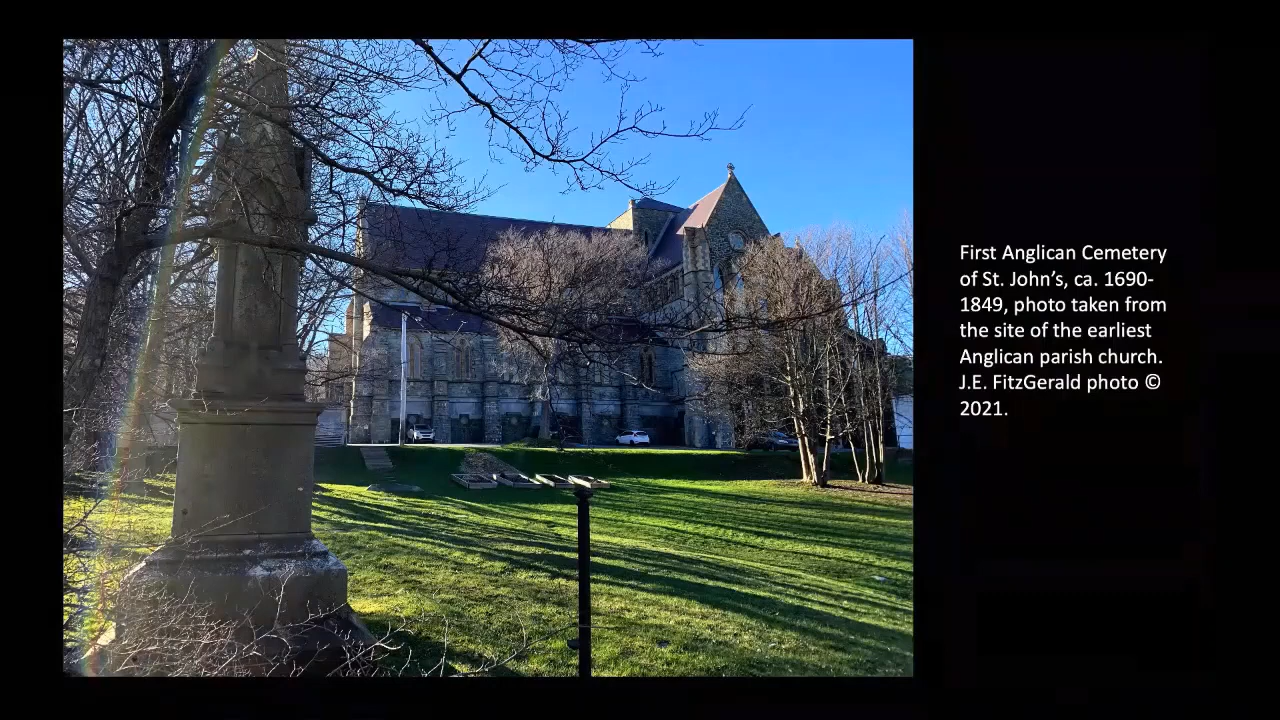 First Anglican Cemetery
of St. John’s, ca. 1690-
1849, photo taken from
the site of the earliest
Anglican parish church.
J.E. FitzGerald photo ©
2021.